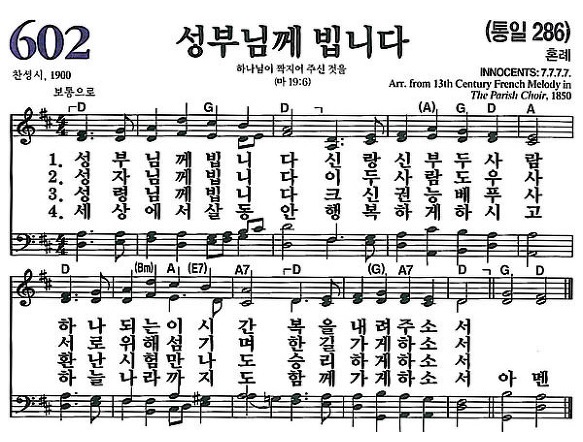 602
성부님께 빕니다
(통일 286)
찬성시, 1900
하나님이 짝지어 주신 것을
(마 19:6)
혼례
INNOCENTS: 7.7.7.7.
Arr. from 13th Century French Melody in
The Parish Choir, 1850
보통으로
D G D (A) G D A
1. 성부님께빕니다신랑신부두사람
2. 성자님께빕니다이두사람도우사
3. 성령님께빕니다크신권능베푸사
4. 세상에서살동안행복하게하시고
D (Bm) A (E7) A7 D (G) A7 D
하나되는이시간복을내려주소서
서로위해섬기며한길가게하소서
환난시험만나도승리하게하소서
하늘나라까지도함께가게하소서 아멘